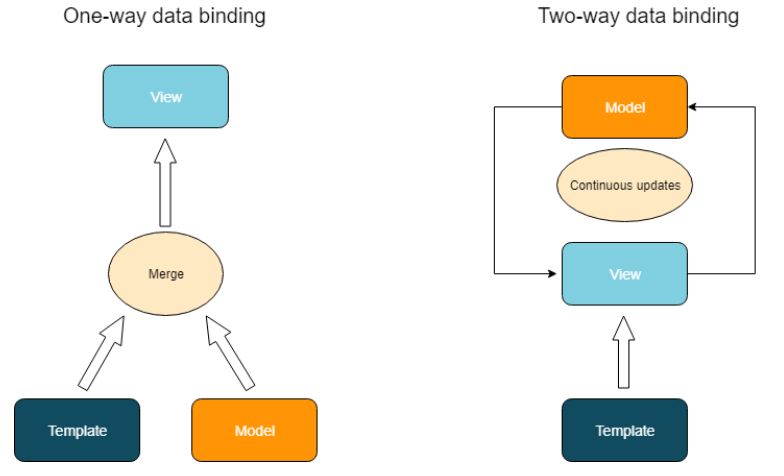 One-way data binding
View
Merge
Template
Model
Two-way data binding
Model
Continuous updates
View
Template